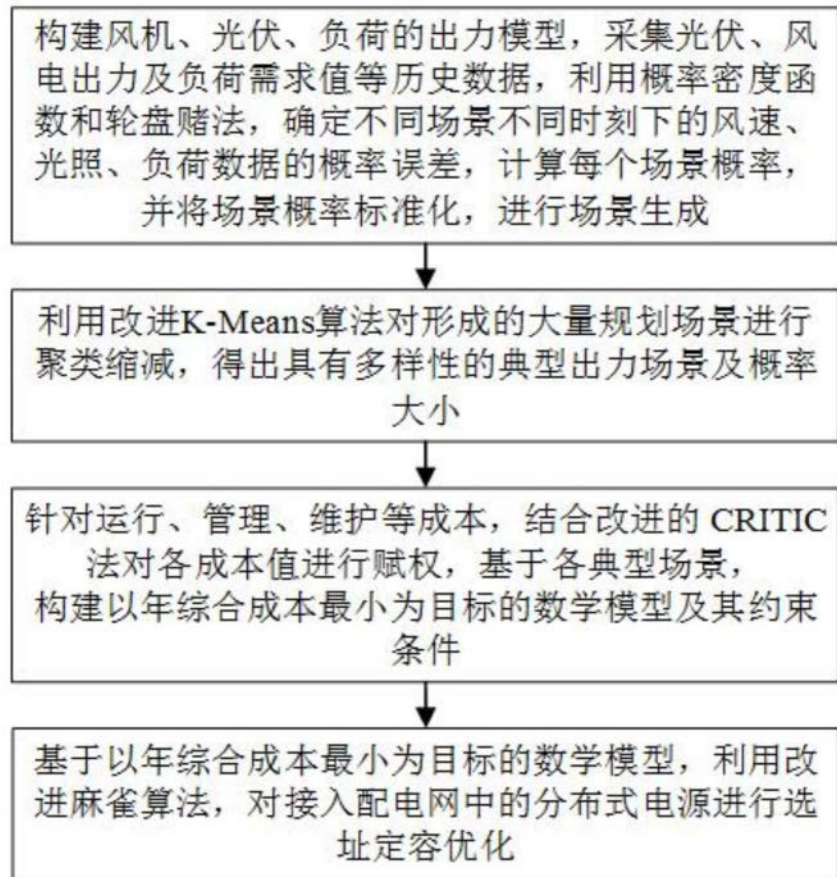 构建风机、光伏、负荷的出力模型，采集光伏、风
电出力及负荷需求值等历史数据，利用概率密度函
数和轮盘赌法，确定不同场景不同时刻下的风速、
光照、负荷数据的概率误差，计算每个场景概率，
并将场景概率标准化，进行场景生成
利用改进K-Means算法对形成的大量规划场景进行
聚类缩减，得出具有多样性的典型出力场景及概率
大小
针对运行、管理、维护等成本，结合改进的 CRITIC
法对各成本值进行赋权，基于各典型场景，
构建以年综合成本最小为目标的数学模型及其约束
条件
基于以年综合成本最小为目标的数学模型，利用改
进麻雀算法，对接入配电网中的分布式电源进行选
址定容优化